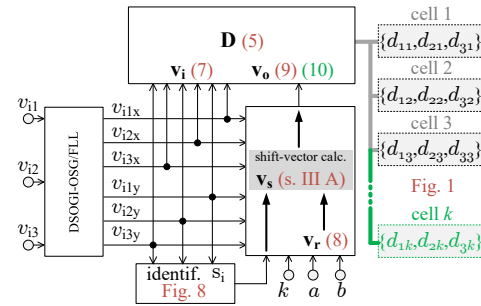 cell 1
D (5)
{d11,d21,d31}
vi (7) vo (9) (10)
cell 2
{d12,d22,d32}
vi1
vi1x
vi2x
cell 3
{d13,d23,d33}
vi3x
shift-vector calc.
vi2
DSOGI-OSG/FLL
vs (s. III A)
Fig. 1
vi1y
vi2y
cell k
{d1k,d2k,d3k}
vi3
vi3y
vr (8)
identif. si
Fig. 8
k a b